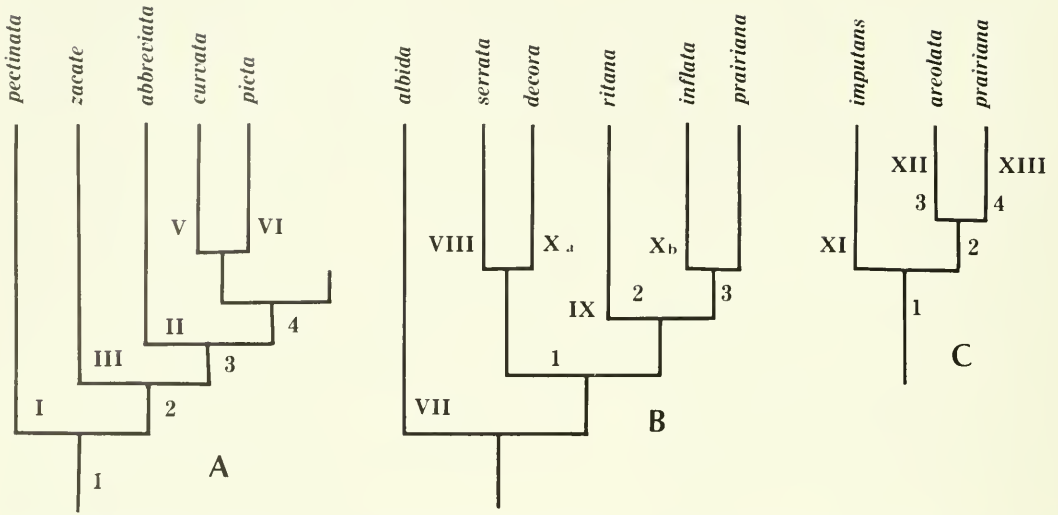 pectinata
zacate
abbreviata
curvata
picta
V
VI
II
4
III
3
I
2
I
A
albida
serrata
decora
ritana
inflata
prairiana
VIII
Xa
Xb
2
3
IX
1
VII
B
imputans
areolata
prairiana
XII
XIII
3
4
XI
2
1
C